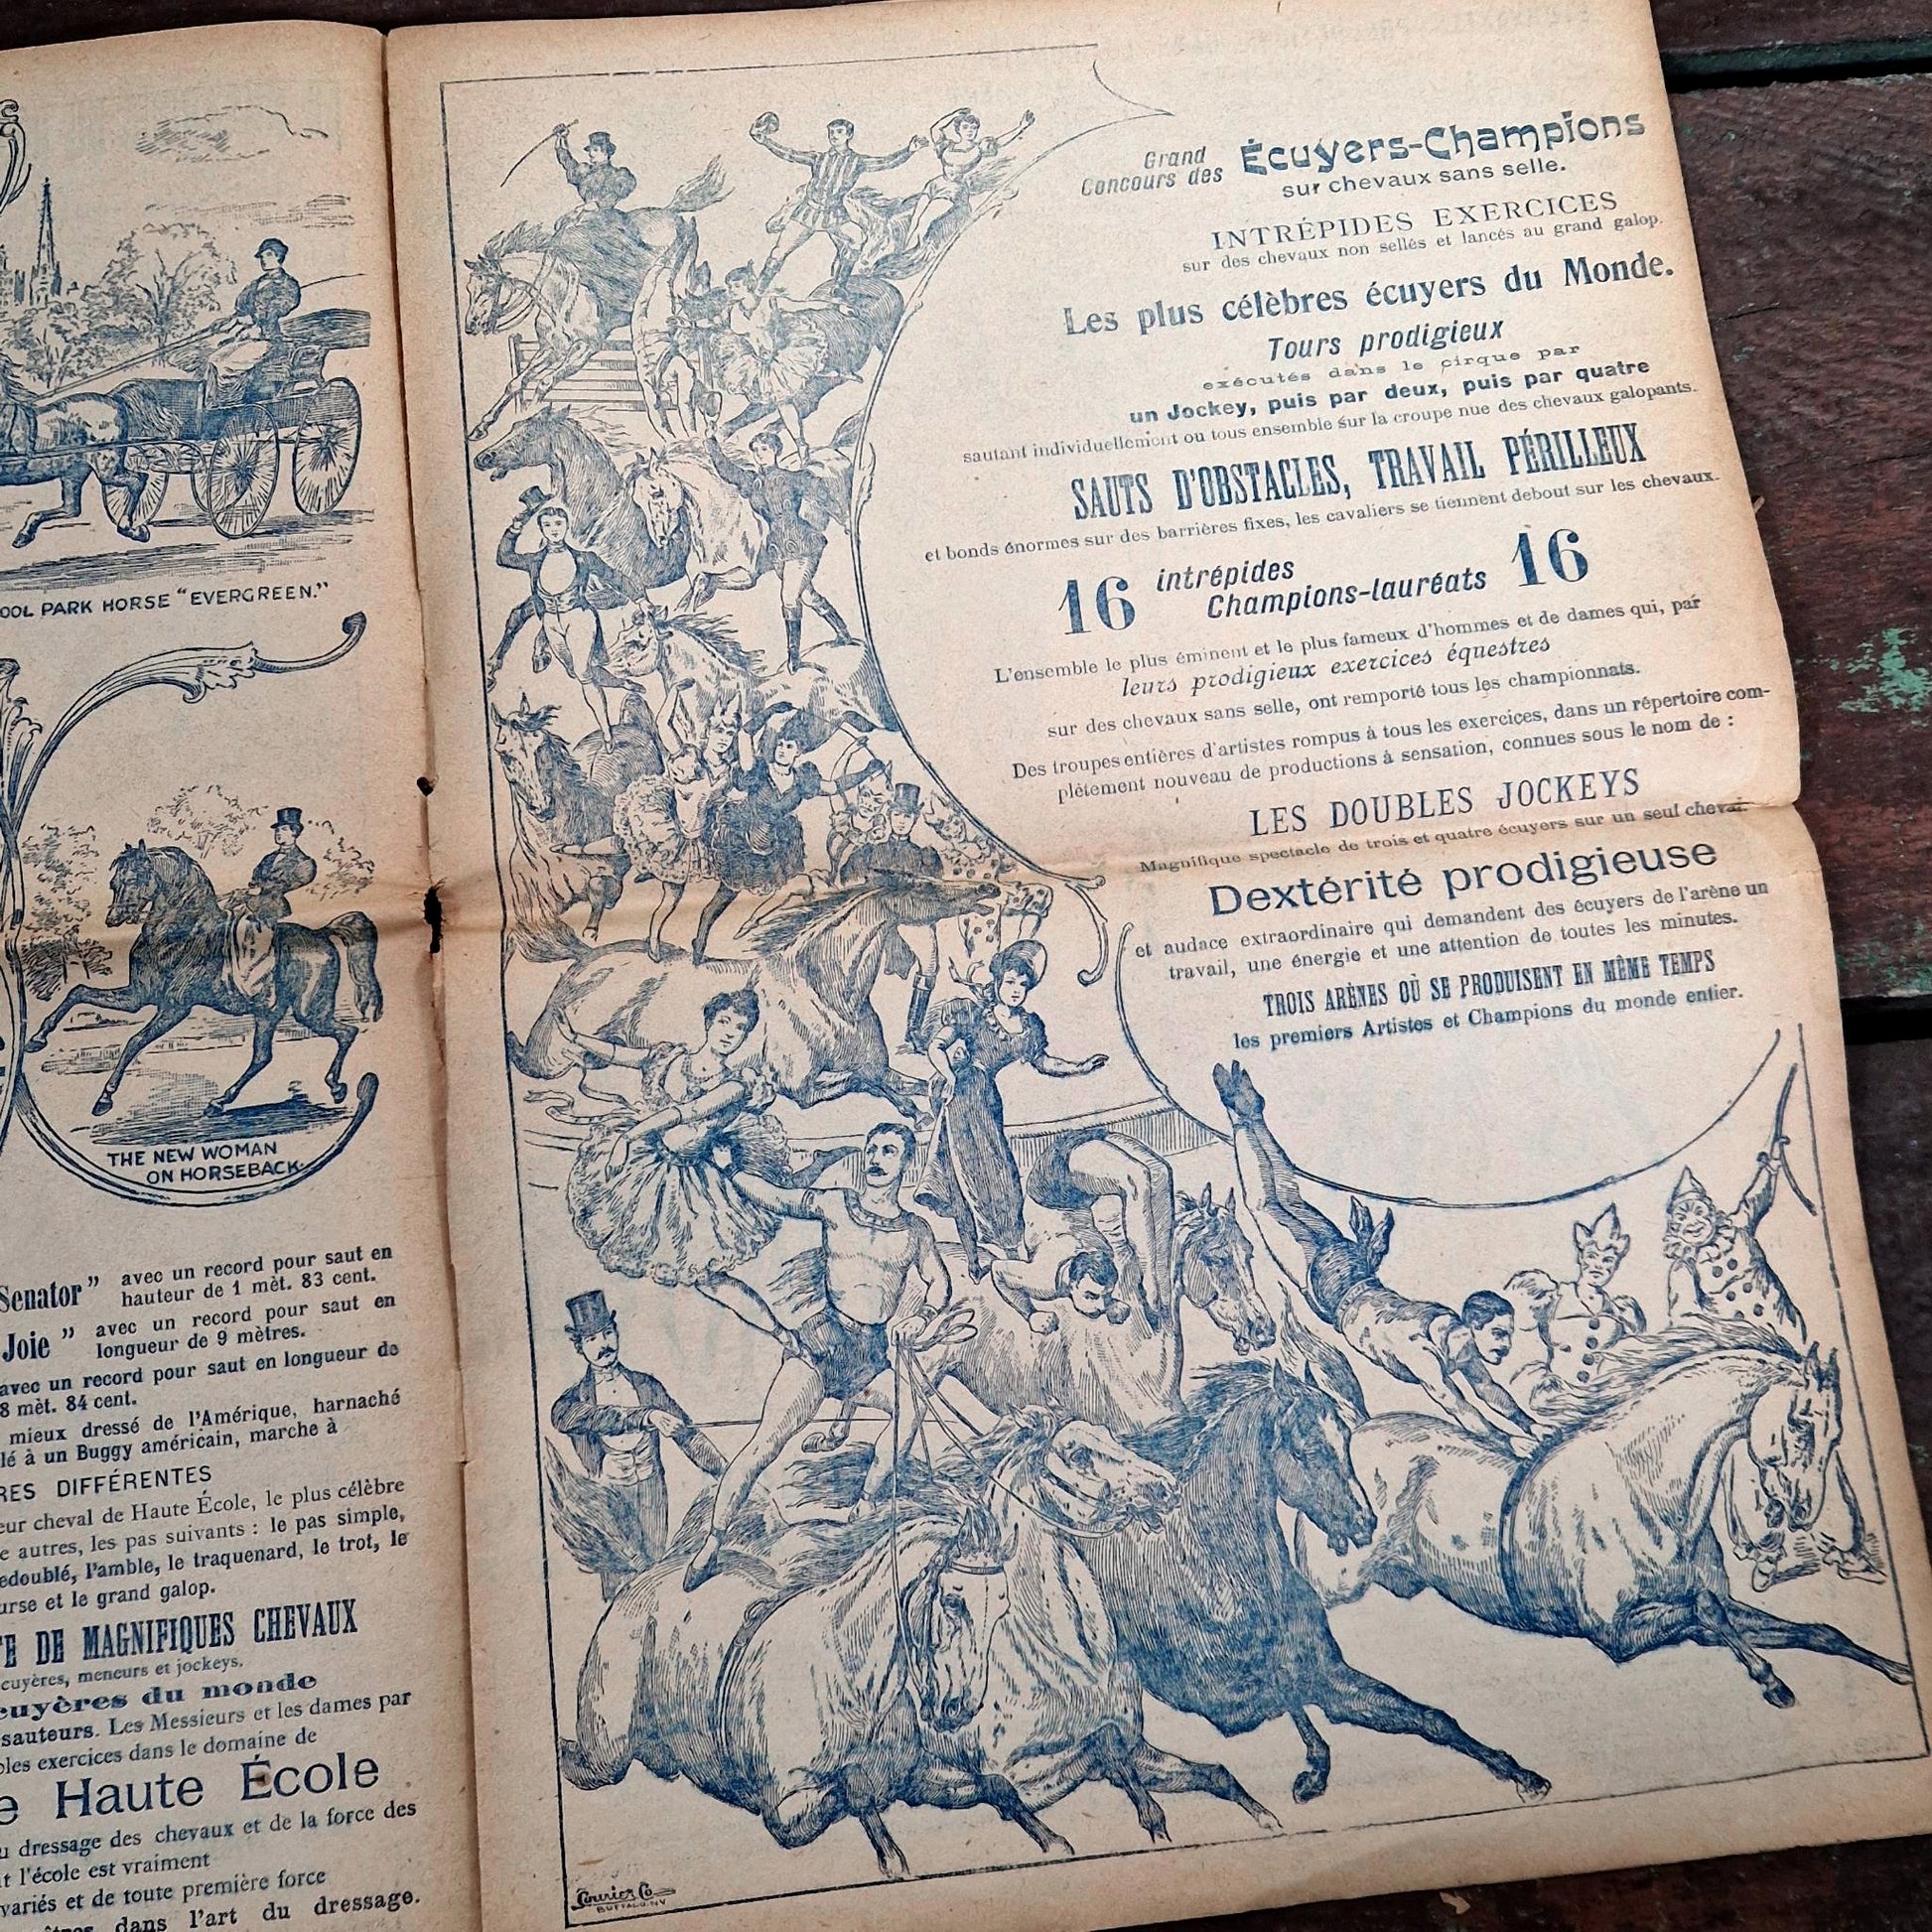 OOL PARK HORSE "EVERGREEN."
THE NEW WOMAN
ON HORSEBACK
Senator" avec un record pour saut en
hauteur de 1 mèt. 83 cent.
Joie " avec un record pour saut en
longueur de 9 mètres.
avec un record pour saut en longueur de
8 mèt. 84 cent.
mieux dressé de l'Amérique, harnaché
lé à un Buggy américain, marche à
RES DIFFÉRENTES
eur cheval de Haute École, le plus célèbre
e autres, les pas suivants : le pas simple,
edoublé, l'amble, le traquenard, le trot, le
urse et le grand galop.
TE DE MAGNIFIQUES CHEVAUX
cuyères, meneurs et jockeys.
cuyères du monde
sauteurs. Les Messieurs et les dames par
bles exercices dans le domaine de
e Haute École
u dressage des chevaux et de la force des
t l'école est vraiment
variés et de toute première force
dans l'art du dressage.
Grand
Concours des Écuyers-Champions
sur chevaux sans selle.
INTRÉPIDES EXERCICES
sur des chevaux non sellés et lancés au grand galop.
Les plus célèbres écuyers du Monde.
Tours prodigieux
exécutés dans le cirque par
un Jockey, puis par deux, puis par quatre
sautant individuellement ou tous ensemble sur la croupe nue des chevaux galopants.
SAUTS D'OBSTACLES, TRAVAIL PÉRILLEUX
et bonds énormes sur des barrières fixes, les cavaliers se tiennent debout sur les chevaux.
16 intrépides
Champions-lauréats 16
L'ensemble le plus éminent et le plus fameux d'hommes et de dames qui, par
leurs prodigieux exercices équestres
sur des chevaux sans selle, ont remporté tous les championnats.
Des troupes entières d'artistes rompus à tous les exercices, dans un répertoire com-
plètement nouveau de productions à sensation, connues sous le nom de :
LES DOUBLES JOCKEYS
Magnifique spectacle de trois et quatre écuyers sur un seul cheval.
Dextérité prodigieuse
et audace extraordinaire qui demandent des écuyers de l'arène un
travail, une énergie et une attention de toutes les minutes.
TROIS ARÈNES OÙ SE PRODUISENT EN MÊME TEMPS
les premiers Artistes et Champions du monde entier.
Courier Co
BUFFALO. NY